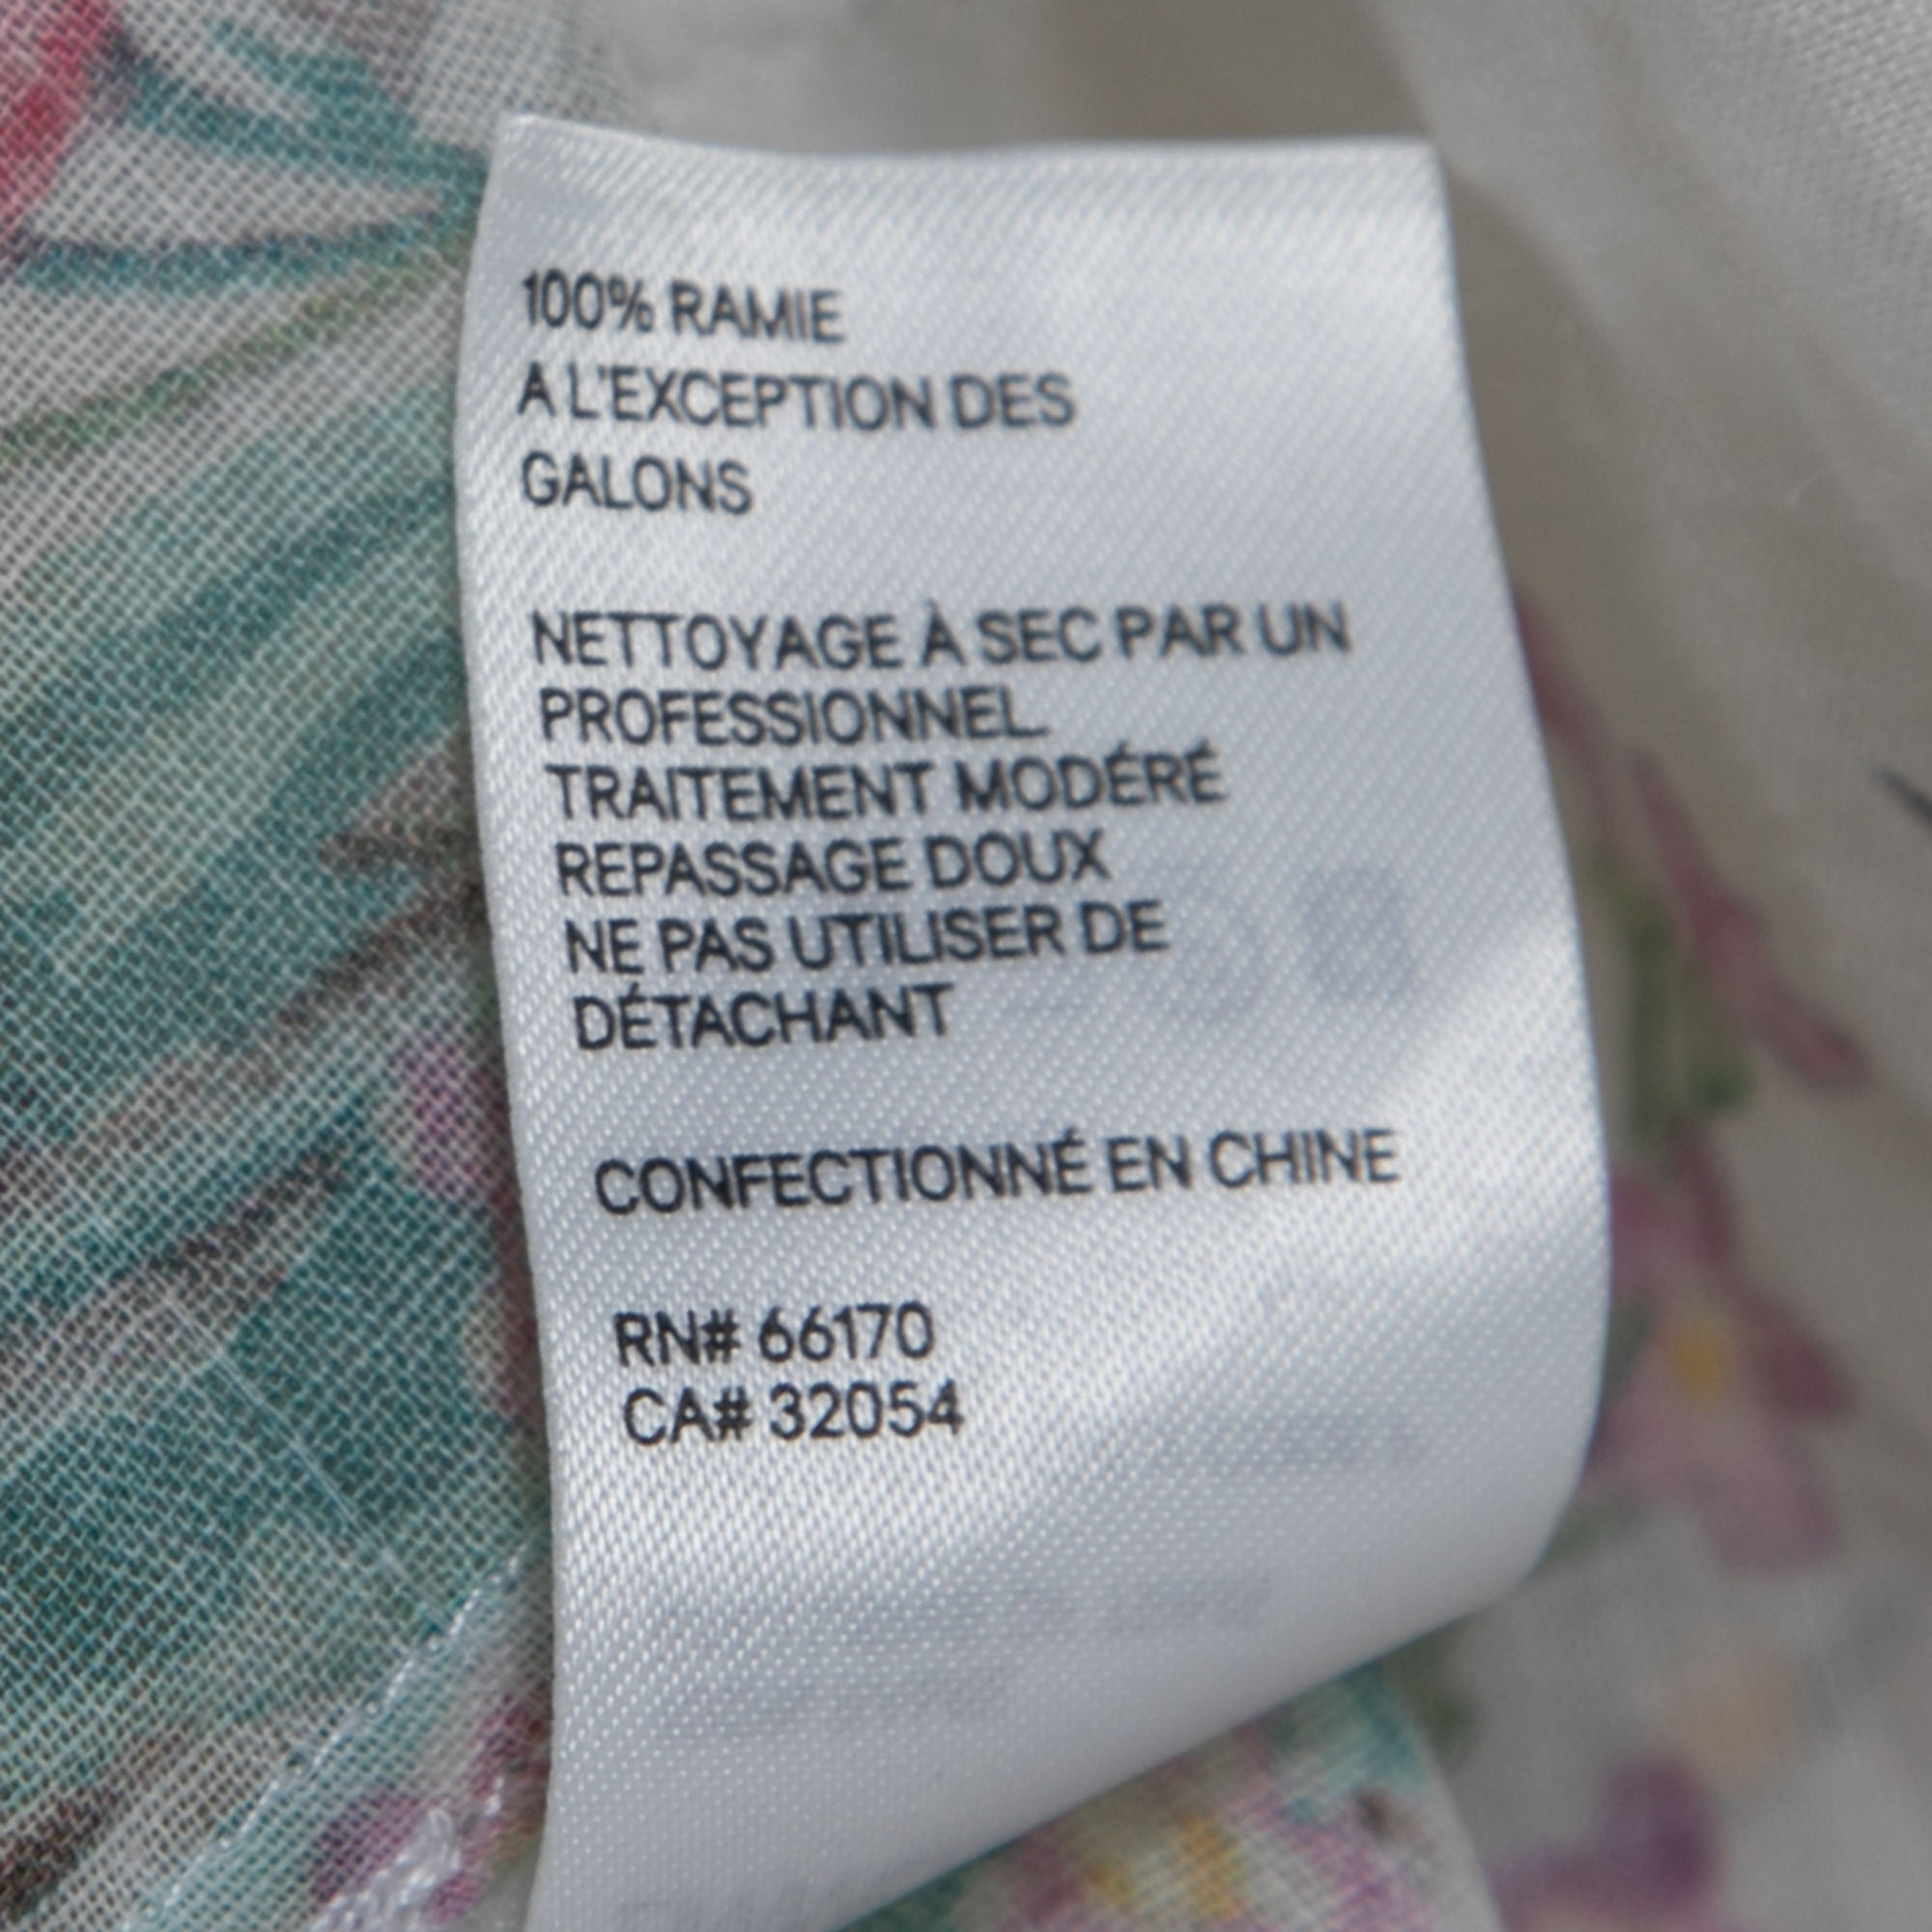 100% RAMIE
A L'EXCEPTION DES
GALONS
NETTOYAGE À SEC PAR UN
PROFESSIONNEL
TRAITEMENT MODÉRÉ
REPASSAGE DOUX
NE PAS UTILISER DE
DÉTACHANT
CONFECTIONNÉ EN CHINE
RN# 66170
CA# 32054